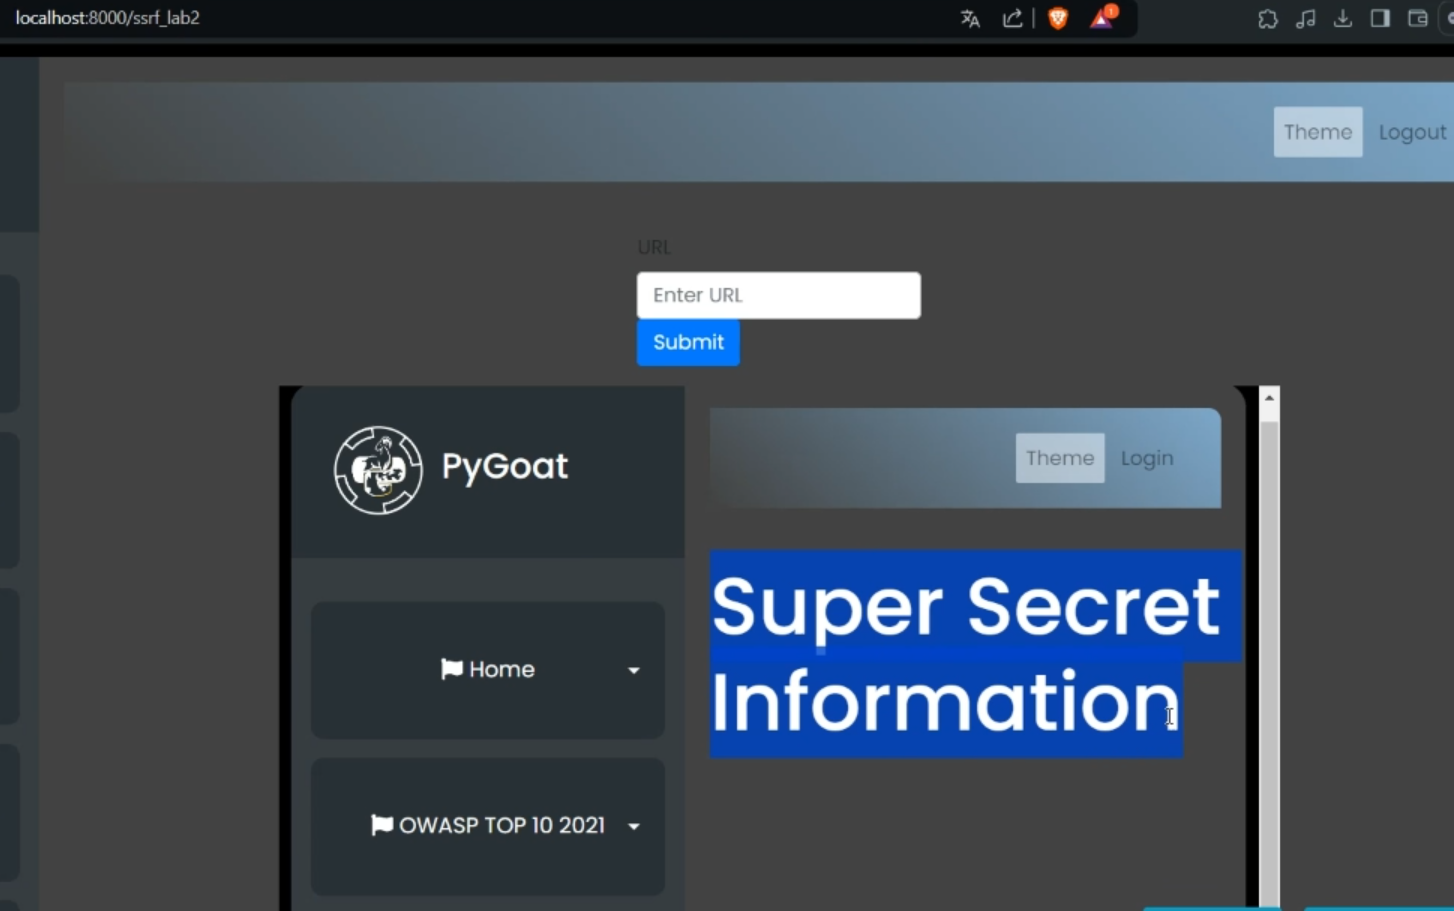 localhost:8000/ssrf_lab2
1
Theme Logout
URL
Enter URL
Submit
PyGoat
Theme Login
Super Secret
Information
Home
OWASP TOP 10 2021